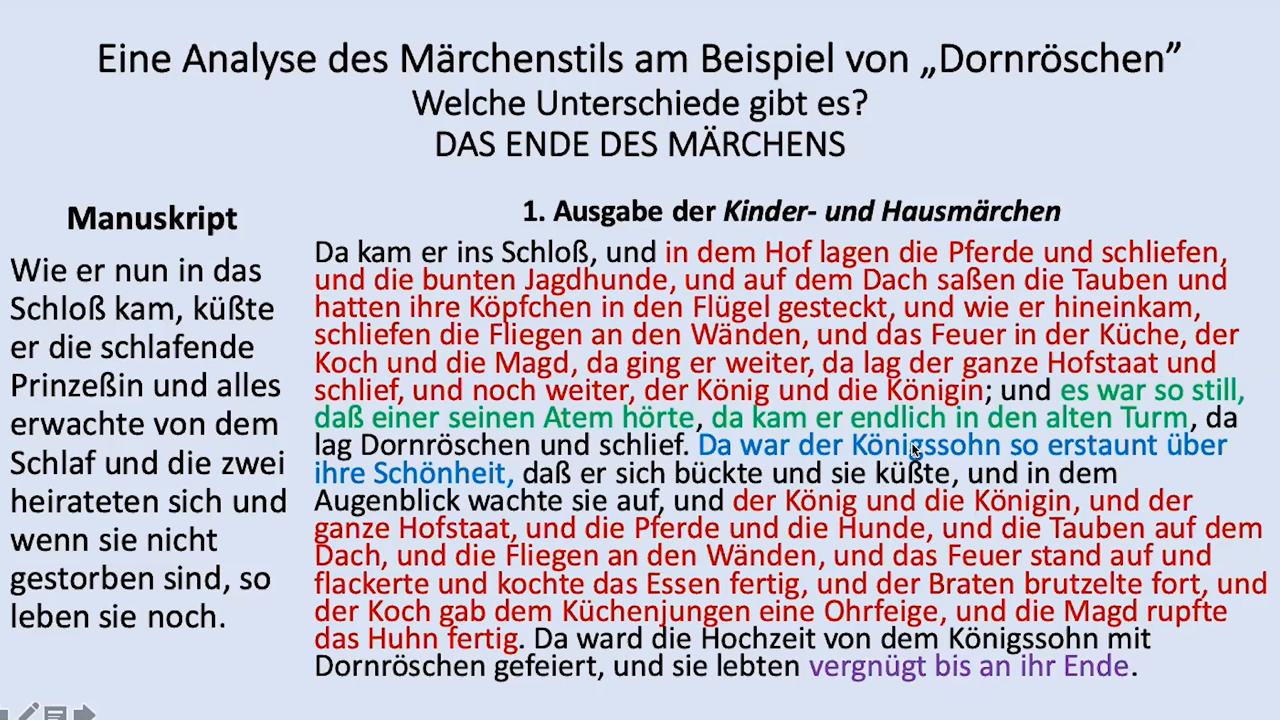 Eine Analyse des Märchenstils am Beispiel von „Dornröschen”
Welche Unterschiede gibt es?
DAS ENDE DES MÄRCHENS
Manuskript
Wie er nun in das
Schloß kam, küßte
er die schlafende
Prinzeßin und alles
erwachte von dem
Schlaf und die zwei
heirateten sich und
wenn sie nicht
gestorben sind, so
leben sie noch.
1. Ausgabe der Kinder- und Hausmärchen
Da kam er ins Schloß, und in dem Hof lagen die Pferde und schliefen,
und die bunten Jagdhunde, und auf dem Dach saßen die Tauben und
hatten ihre Köpfchen in den Flügel gesteckt, und wie er hineinkam,
schliefen die Fliegen an den Wänden, und das Feuer in der Küche, der
Koch und die Magd, da ging er weiter, da lag der ganze Hofstaat und
schlief, und noch weiter, der König und die Königin; und es war so still,
daß einer seinen Atem hörte, da kam er endlich in den alten Turm, da
lag Dornröschen und schlief. Da war der Königssohn so erstaunt über
ihre Schönheit, daß er sich bückte und sie küßte, und in dem
Augenblick wachte sie auf, und der König und die Königin, und der
ganze Hofstaat, und die Pferde und die Hunde, und die Tauben auf dem
Dach, und die Fliegen an den Wänden, und das Feuer stand auf und
flackerte und kochte das Essen fertig, und der Braten brutzelte fort, und
der Koch gab dem Küchenjungen eine Ohrfeige, und die Magd rupfte
das Huhn fertig. Da ward die Hochzeit von dem Königssohn mit
Dornröschen gefeiert, und sie lebten vergnügt bis an ihr Ende.